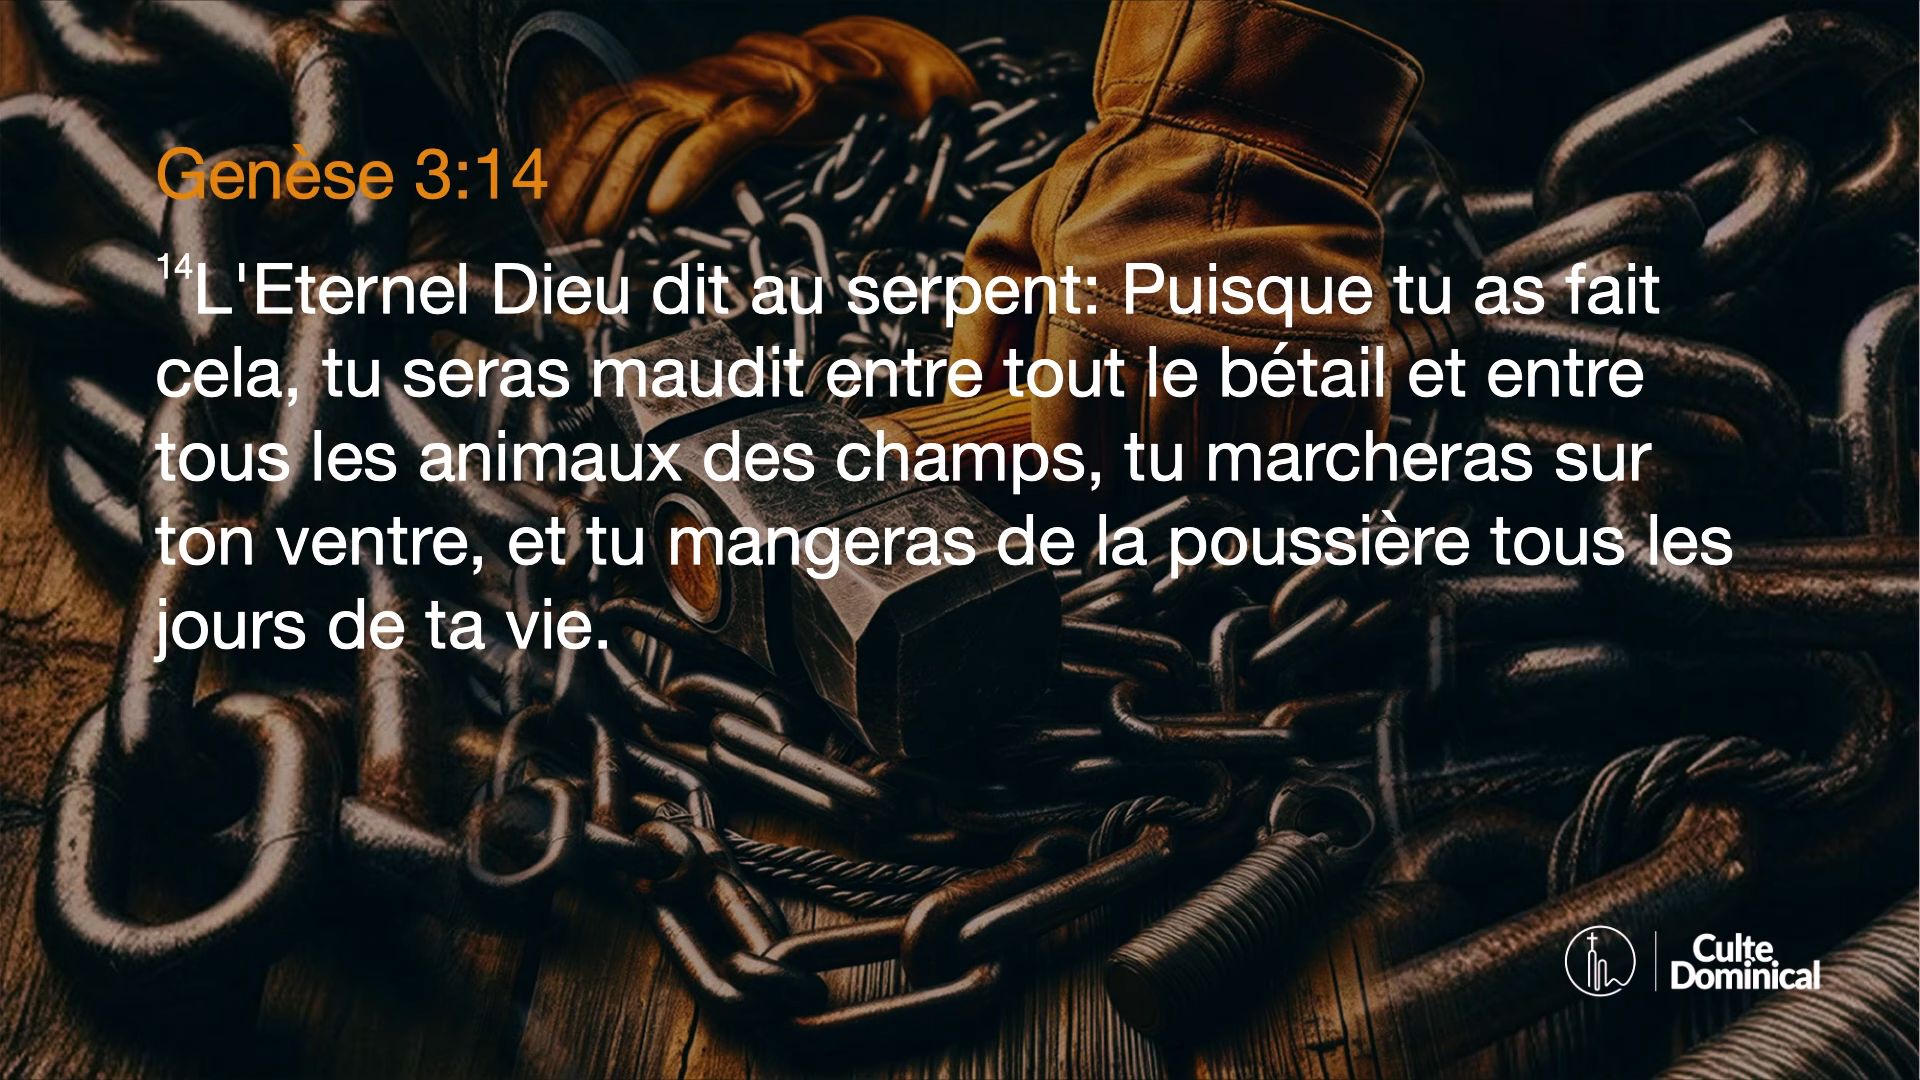 Genèse 3:14
14L'Eternel Dieu dit au serpent: Puisque tu as fait
cela, tu seras maudit entre tout le bétail et entre
tous les animaux des champs, tu marcheras sur
ton ventre, et tu mangeras de la poussière tous les
jours de ta vie.
Culte
Dominical